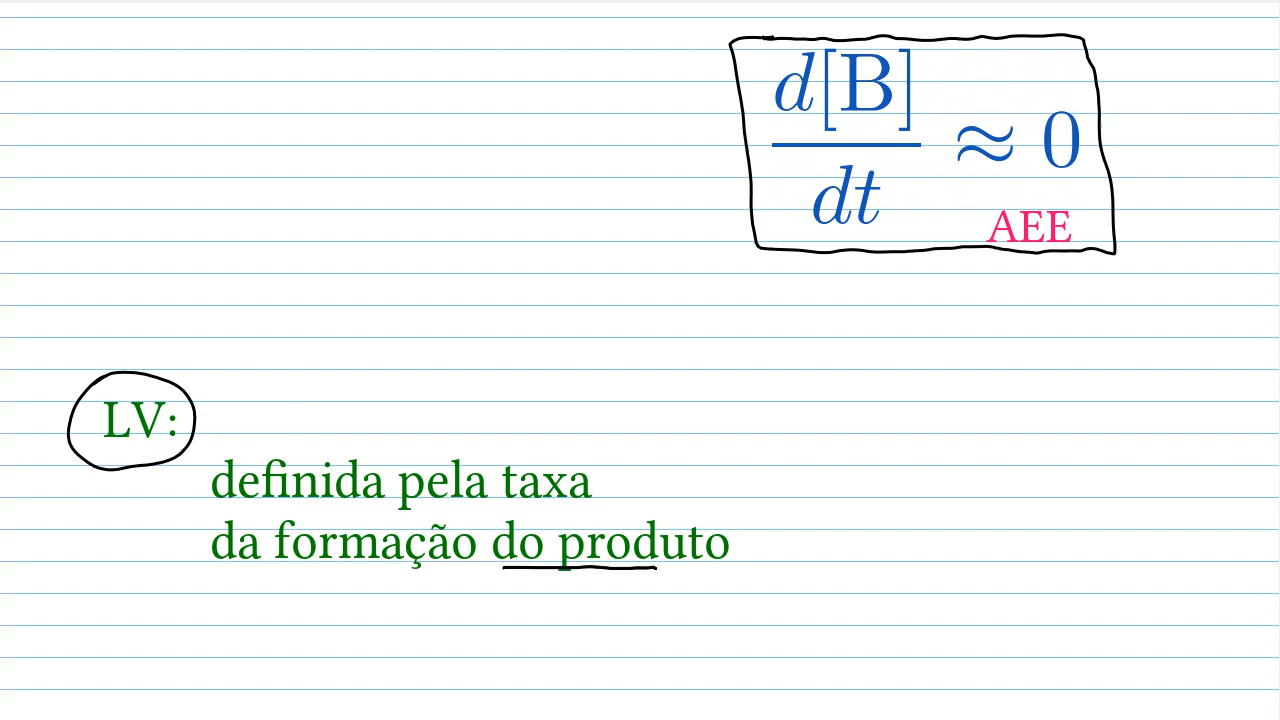 d[B]
dt
≈ 0
AEE
LV:
definida pela taxa
da formação do produto